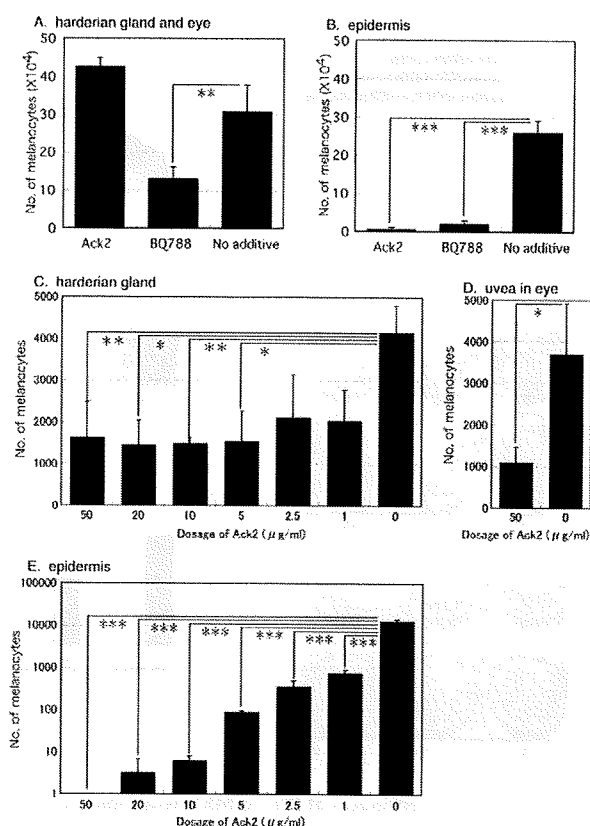 A. harderian gland and eye
No. of melanocytes (X10⁻⁴)
50
40
30
20
10
0
**
Ack2 BQ788 No additive
B. epidermis
No. of melanocytes (X10⁻⁴)
50
40
30
20
10
0
*** ***
Ack2 BQ788 No additive
C. harderian gland
No. of melanocytes
5000
4000
3000
2000
1000
0
** * ** *
50 20 10 5 2.5 1 0
Dosage of Ack2 (μg/ml)
D. uvea in eye
No. of melanocytes
5000
4000
3000
2000
1000
0
*
50 0
Dosage of Ack2 (μg/ml)
E. epidermis
No. of melanocytes
100000
10000
1000
100
10
1
*** *** *** *** *** ***
50 20 10 5 2.5 1 0
Dosage of Ack2 (μg/ml)